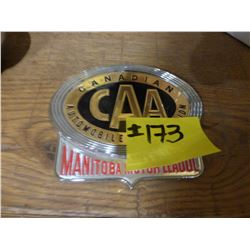 CANADIAN
CAA
AUTOMOBILE
±173
MANITOBA MOTOR LEAGUE